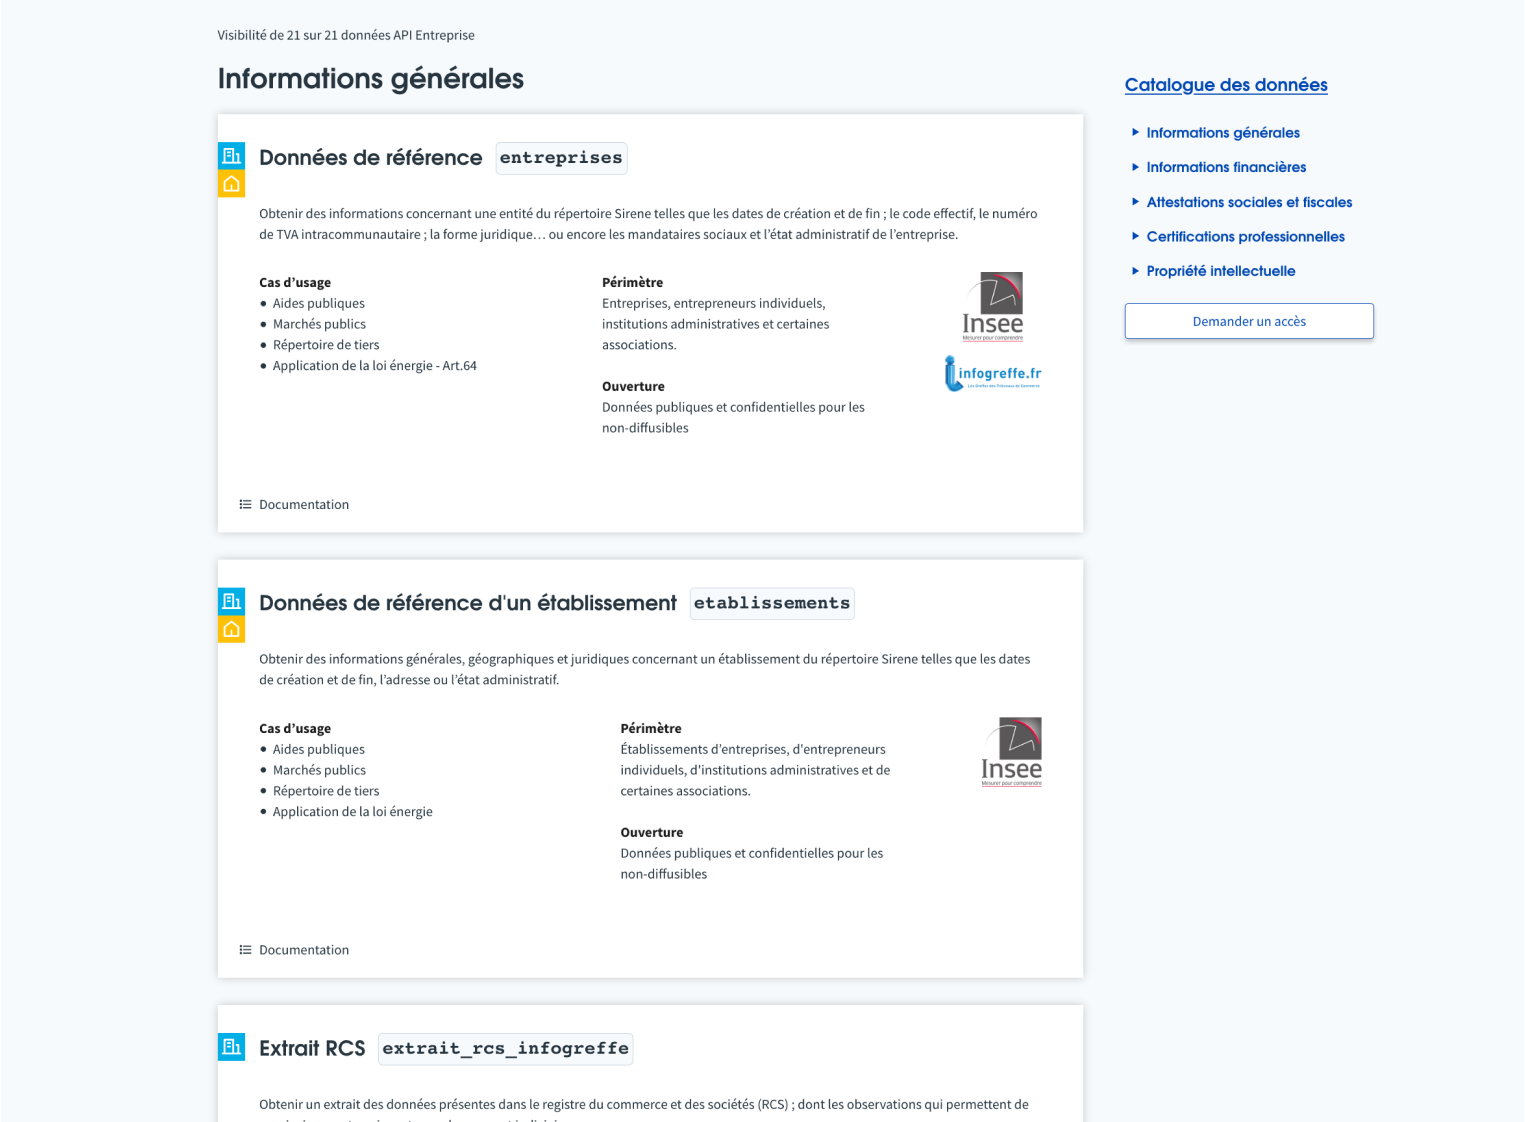 Visibilité de 21 sur 21 données API Entreprise
Informations générales
Données de référence entreprises
Obtenir des informations concernant une entité du répertoire Sirene telles que les dates de création et de fin ; le code effectif, le numéro
de TVA intracommunautaire ; la forme juridique… ou encore les mandataires sociaux et l’état administratif de l’entreprise.
Cas d’usage
Aides publiques
Marchés publics
Répertoire de tiers
Application de la loi énergie - Art.64
Périmètre
Entreprises, entrepreneurs individuels,
institutions administratives et certaines
associations.
Ouverture
Données publiques et confidentielles pour les
non-diffusibles
Insee
Mesurer pour comprendre
infogreffe.fr
Les Greffes des Tribunaux de Commerce
Documentation
Données de référence d'un établissement etablissements
Obtenir des informations générales, géographiques et juridiques concernant un établissement du répertoire Sirene telles que les dates
de création et de fin, l’adresse ou l’état administratif.
Cas d’usage
Aides publiques
Marchés publics
Répertoire de tiers
Application de la loi énergie
Périmètre
Établissements d’entreprises, d'entrepreneurs
individuels, d'institutions administratives et de
certaines associations.
Ouverture
Données publiques et confidentielles pour les
non-diffusibles
Insee
Mesurer pour comprendre
Documentation
Extrait RCS extrait_rcs_infogreffe
Obtenir un extrait des données présentes dans le registre du commerce et des sociétés (RCS) ; dont les observations qui permettent de
Catalogue des données
Informations générales
Informations financières
Attestations sociales et fiscales
Certifications professionnelles
Propriété intellectuelle
Demander un accès